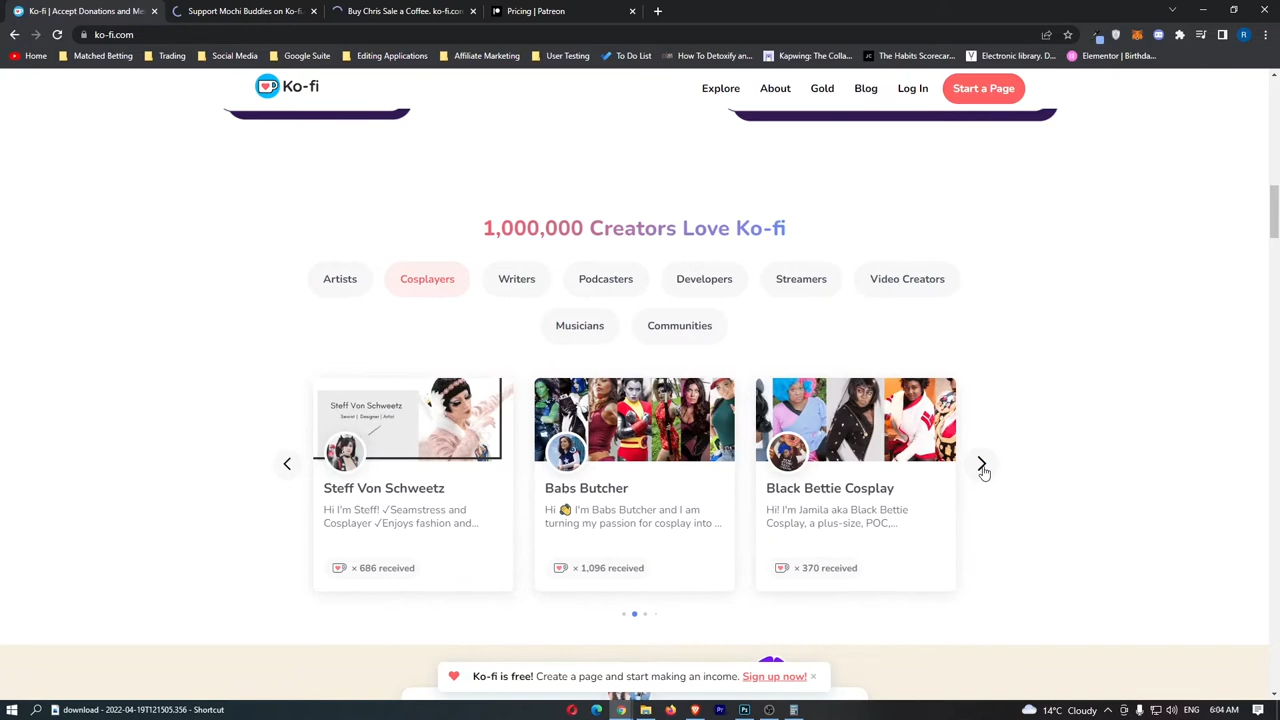 Ko-fi | Accept Donations and Me
Support Mochi Buddies on Ko-fi
Buy Chris Sale a Coffee. ko-fi.con
Pricing | Patreon
ko-fi.com
Home
Matched Betting
Trading
Social Media
Google Suite
Editing Applications
Affiliate Marketing
User Testing
To Do List
How To Detoxify an...
Kapwing: The Colla...
The Habits Scorecar...
Electronic library. D...
Elementor | Birthda...
Ko-fi
Explore
About
Gold
Blog
Log In
Start a Page
1,000,000 Creators Love Ko-fi
Artists
Cosplayers
Writers
Podcasters
Developers
Streamers
Video Creators
Musicians
Communities
Steff Von Schweetz
Steff Von Schweetz
Hi I'm Steff! ✓Seamstress and
Cosplayer ✓Enjoys fashion and...
× 686 received
Babs Butcher
Hi 🙋 I'm Babs Butcher and I am
turning my passion for cosplay into ...
× 1,096 received
Black Bettie Cosplay
Hi! I'm Jamila aka Black Bettie
Cosplay, a plus-size, POC,...
× 370 received
Ko-fi is free! Create a page and start making an income. Sign up now! ×
download - 2022-04-19T121505.356 - Shortcut
14°C Cloudy
ENG
6:04 AM